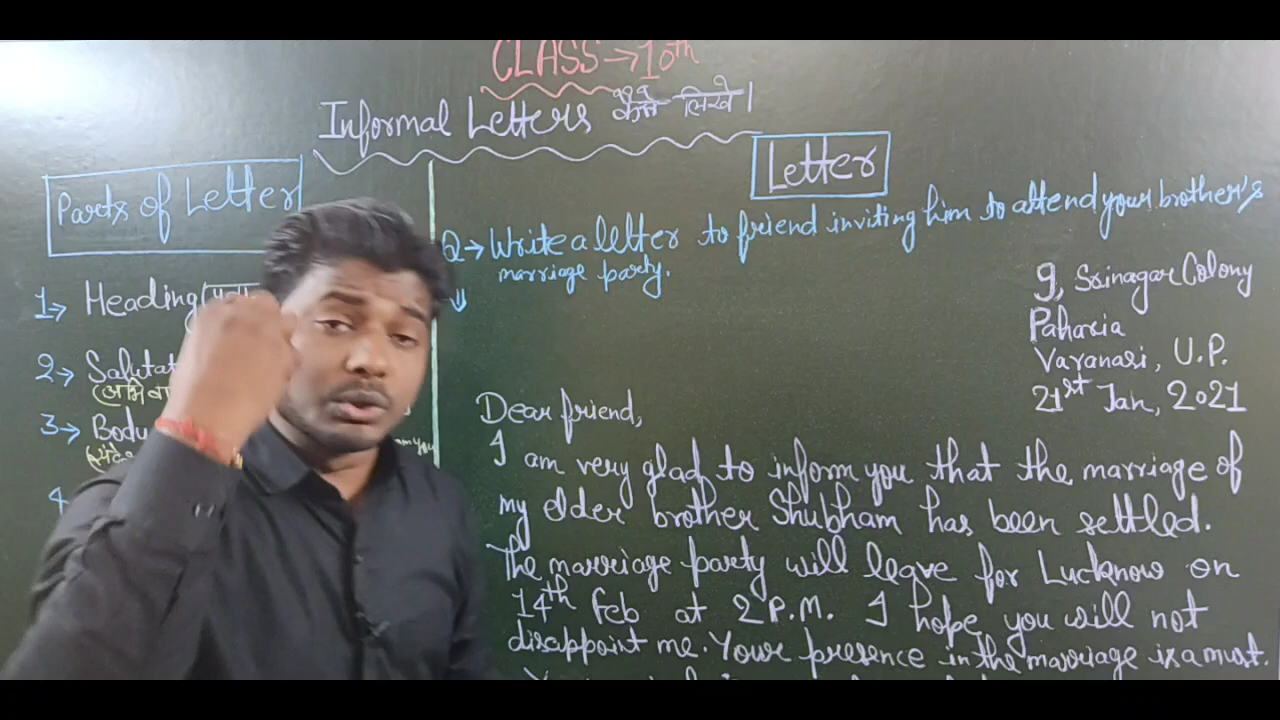 CLASS→10th
Informal Letters कैसे लिखे।
Parts of Letter
1→ Heading
2→
3→ Body
4
Letter
Q→ Write a letter to friend inviting him to attend your brother's
marriage party.
9, Srinagar Colony
Paharia
Varanasi, U.P.
21st Jan, 2021
Dear friend,
I am very glad to inform you that the marriage of
my elder brother Shubham has been settled.
The marriage party will leave for Lucknow on
14th Feb at 2 P.M. I hope you will not
disappoint me. Your presence in the marriage is a must.